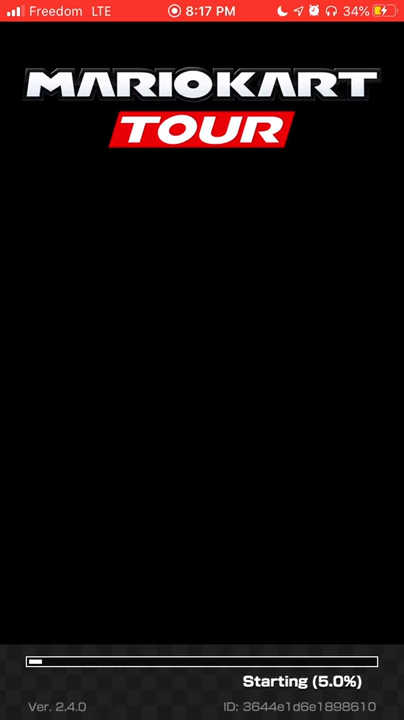 Freedom LTE 8:17 PM 34%
MARIOKART
TOUR
Starting (5.0%)
Ver. 2.4.0 ID: 3644e1d6e1898610